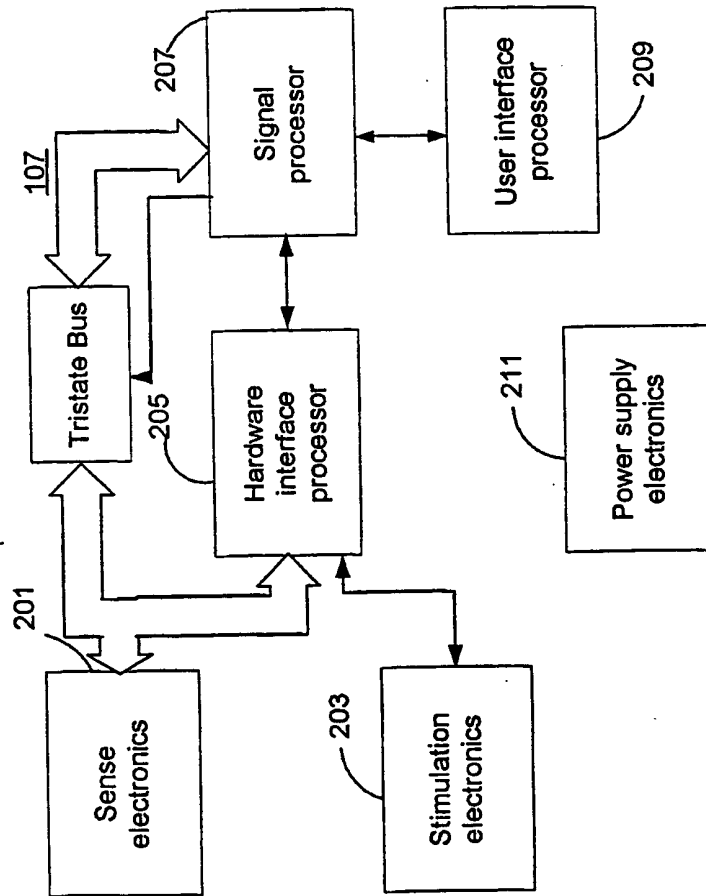 201
Sense
electronics
Tristate Bus
107
207
Signal
processor
205
Hardware
interface
processor
203
Stimulation
electronics
211
Power supply
electronics
User interface
processor
209